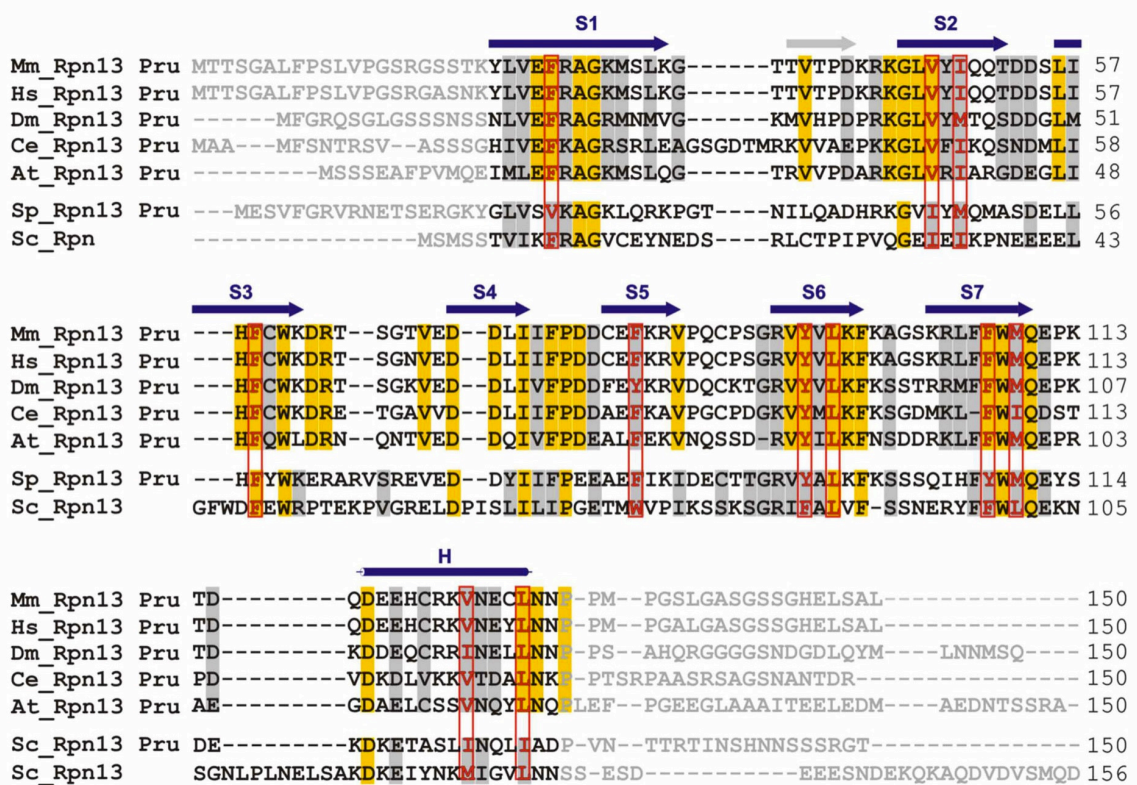 S1 S2
Mm_Rpn13 Pru MTTSGALFPSLVPGSRGSSTKYLVEFRAGKMSLKG------TTVTPDKRKGLVYIQQTDDSLI 57
Hs_Rpn13 Pru MTTSGALFPSLVPGSRGASNKYLVEFRAGKMSLKG------TTVTPDKRKGLVYIQQTDDSLI 57
Dm_Rpn13 Pru ------MFGRQSGLGSSSNSSNLVEFRAGRMNMVG------KMVHPDPRKGLVYMTQSDDGLM 51
Ce_Rpn13 Pru MAA---MFSNTRSV--ASSSGHIVEFKAGRSRLEAGSGDTMRKVVAEPKKGLVFIKQSNDMLI 58
At_Rpn13 Pru ---------MSSSEAFPVMQEIMLEFRAGKMSLQG------TRVVPDARKGLVRIARGDEGLI 48
Sp_Rpn13 Pru ---MESVFGRVRNETSERGKYGLVSVKAGKLQRKPGT----NILQADHRKGVIYMQMASDELL 56
Sc_Rpn ----------------MSMSSTVIKFRAGVCEYNEDS----RLCTPIPVQGEIEIKPNEEEEL 43
S3 S4 S5 S6 S7
Mm_Rpn13 Pru ---HFCWKDRT--SGTVED--DLIIFPDDCEFKRVPQCPSGRVYVLKFKAGSKRLFFWMQEPK 113
Hs_Rpn13 Pru ---HFCWKDRT--SGNVED--DLIIFPDDCEFKRVPQCPSGRVYVLKFKAGSKRLFFWMQEPK 113
Dm_Rpn13 Pru ---HFCWKDRT--SGKVED--DLIVFPDDFEYKRVDQCKTGRVYVLKFKSSTRRMFFWMQEPK 107
Ce_Rpn13 Pru ---HFCWKDRE--TGAVVD--DLIIFPDDAEFKAVPGCPDGKVYMLKFKSGDMKL-FWIQDST 113
At_Rpn13 Pru ---HFQWLDRN--QNTVED--DQIVFPDEALFEKVNQSSD-RVYILKFNSDDRKLFFWMQEPR 103
Sp_Rpn13 Pru ---HFYWKERARVSREVED--DYIIFPEEAEFIKIDECTTGRVYALKFKSSSQIHFYWMQEYS 114
Sc_Rpn13 GFWDFEWRPTEKPVGRELDPISLILIPGETMWVPIKSSKSGRIFALVF-SSNERYFFWLQEKN 105
H
Mm_Rpn13 Pru TD---------QDEEHCRKVNECLNNP-PM--PGSLGASGSSGHELSAL-------------- 150
Hs_Rpn13 Pru TD---------QDEEHCRKVNEYLNNP-PM--PGALGASGSSGHELSAL-------------- 150
Dm_Rpn13 Pru TD---------KDDEQCRRINELLNNP-PS--AHQRGGGGSNDGDLQYM----LNNMSQ---- 150
Ce_Rpn13 Pru PD---------VDKDLVKKVTDALNKP-PTSRPAASRSAGSNANTDR---------------- 150
At_Rpn13 Pru AE---------GDAELCSSVNQYLNQPLEF--PGEEGLAAAITEELEDM----AEDNTSSRA- 150
Sc_Rpn13 Pru DE---------KDKETASLINQLIADP-VN--TTRTINSHNNSSSRGT--------------- 150
Sc_Rpn13 SGNLPLNELSAKDKEIYNKMIGVLNNSS-ESD-----------EEESNDEKQKAQDVDVSMQD 156